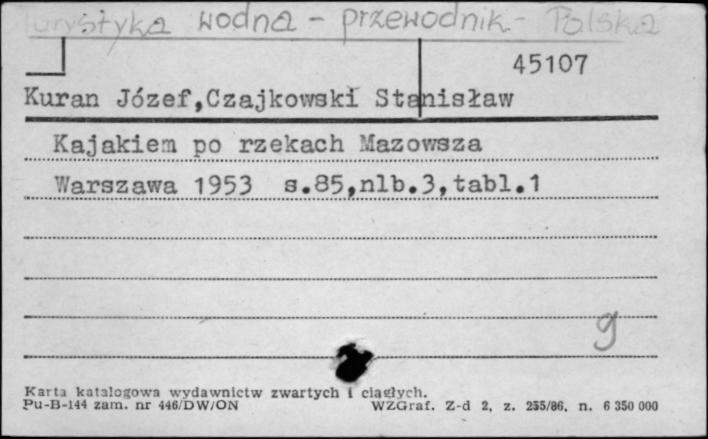 Turystyka wodna - przewodnik - Polska
45107
Kuran Józef,Czajkowski Stanisław
Kajakiem po rzekach Mazowsza
Warszawa 1953 s.85,nlb.3,tabl.1
g
Karta katalogowa wydawnictw zwartych i ciągłych.
Pu-B-144 zam. nr 446/DW/ON WZGraf. Z-d 2, z. 255/86, n. 6 350 000